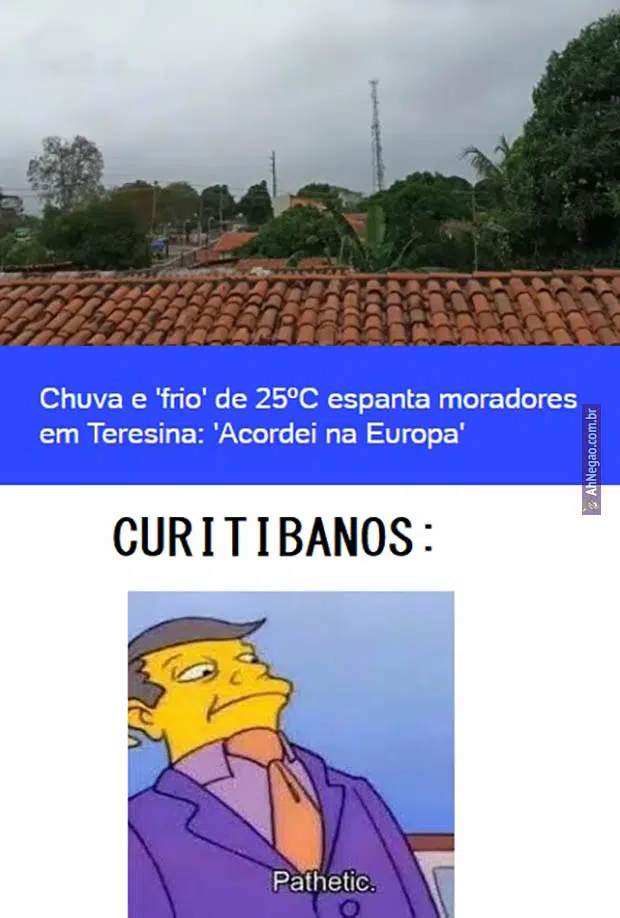 Chuva e 'frio' de 25ºC espanta moradores
em Teresina: 'Acordei na Europa'
AhNegao.com.br
CURITIBANOS:
Pathetic.